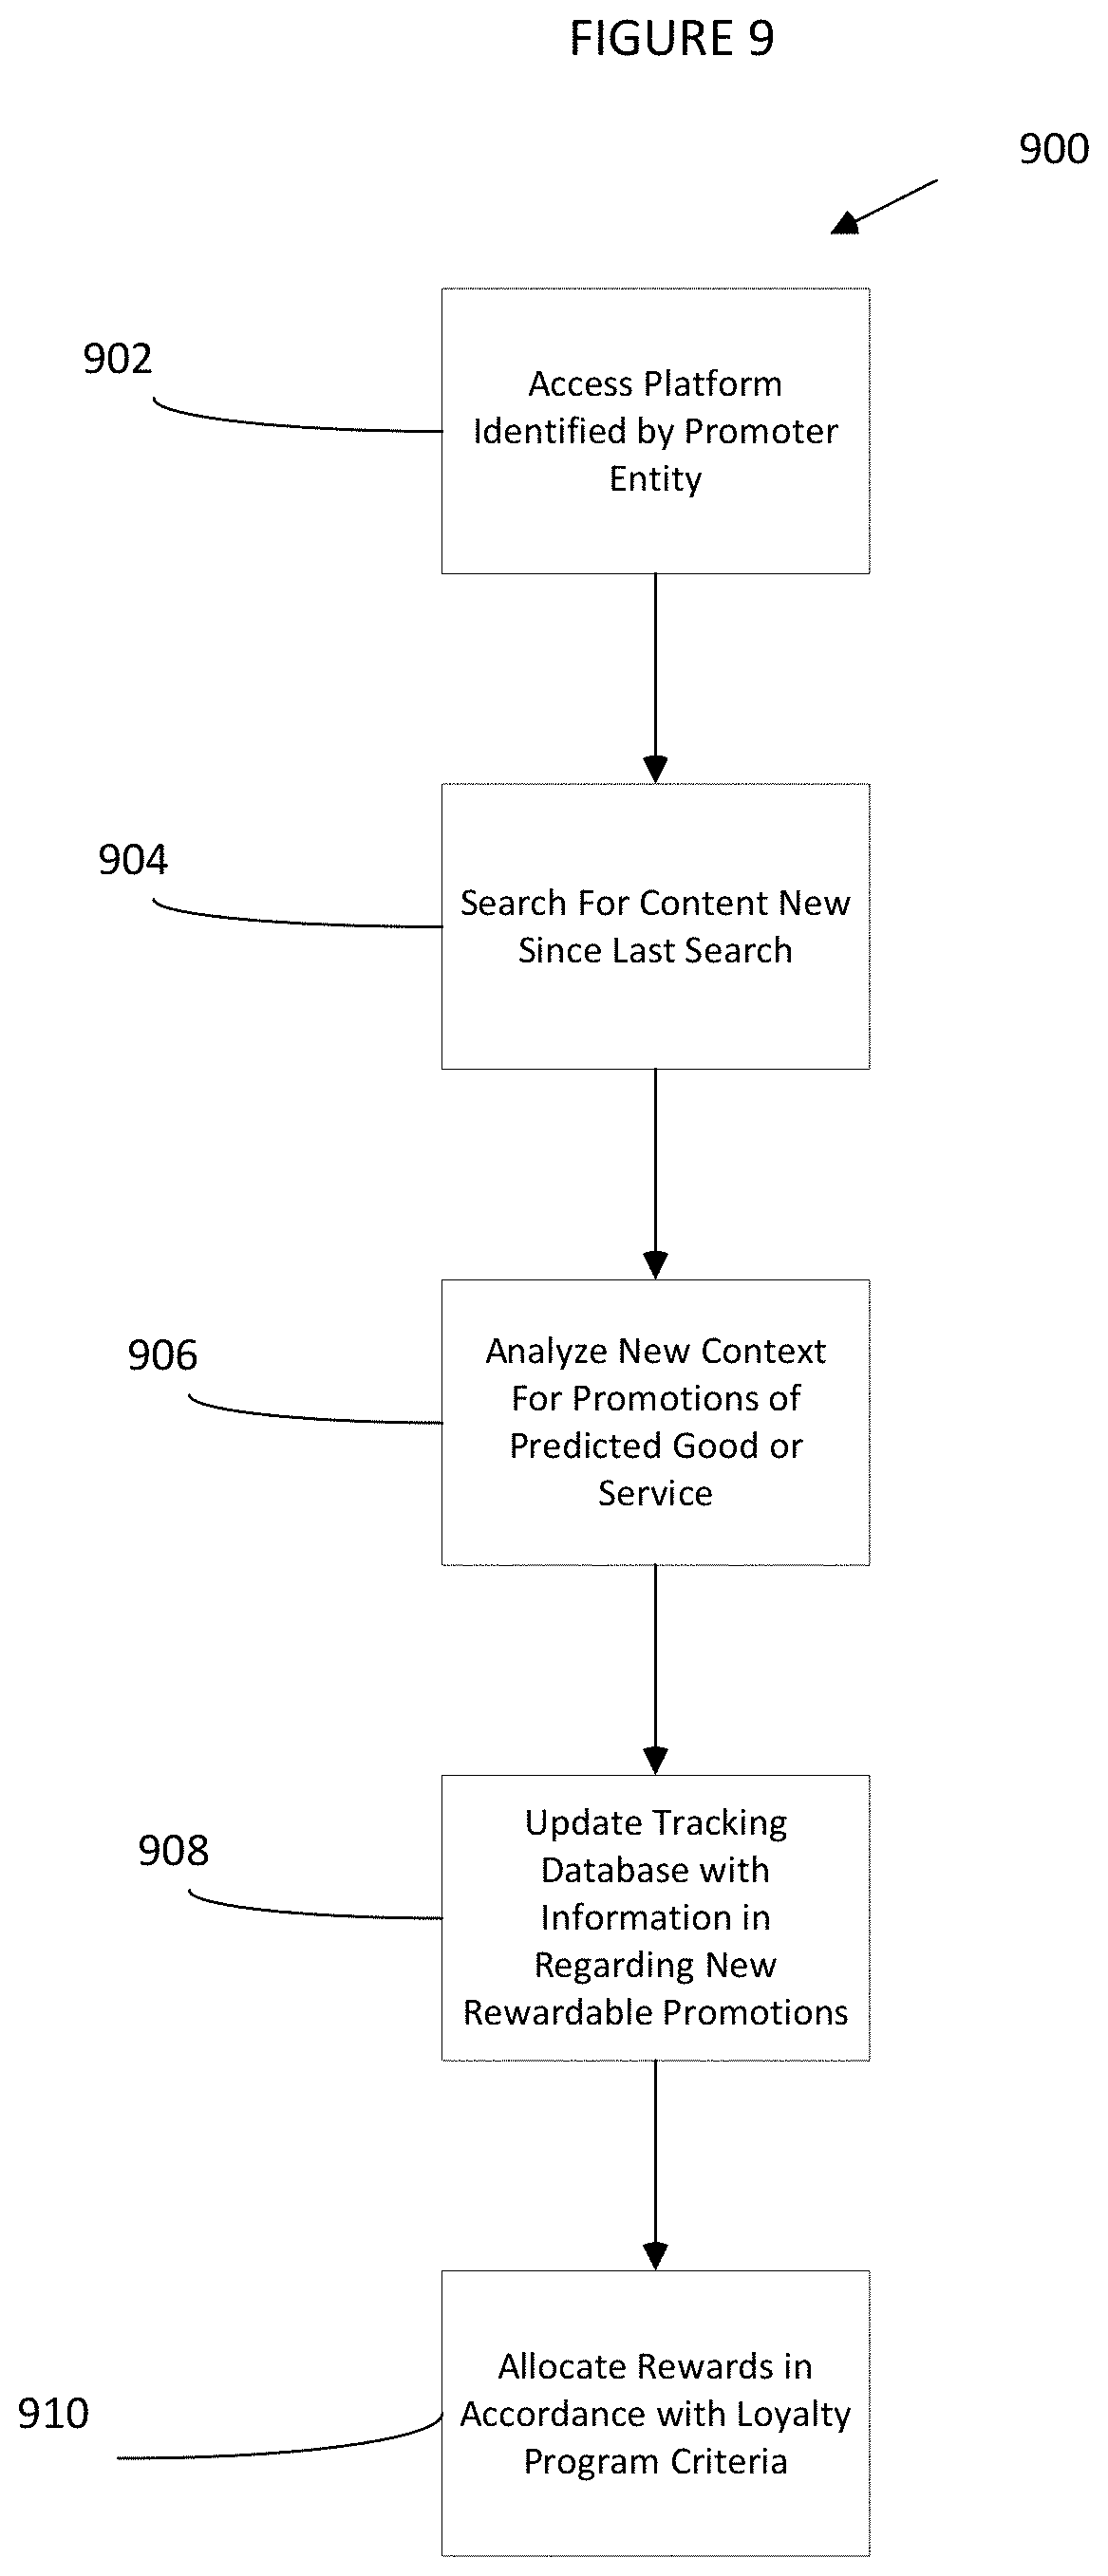 FIGURE 9
900
902
Access Platform
Identified by Promoter
Entity
904
Search For Content New
Since Last Search
906
Analyze New Context
For Promotions of
Predicted Good or
Service
908
Update Tracking
Database with
Information in
Regarding New
Rewardable Promotions
910
Allocate Rewards in
Accordance with Loyalty
Program Criteria